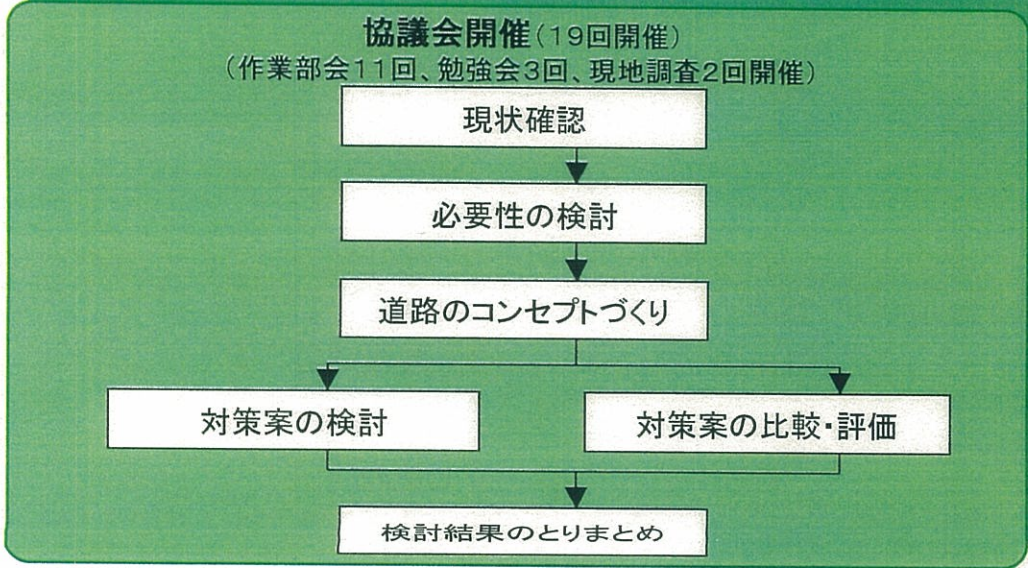 協議会開催(19回開催)
(作業部会11回、勉強会3回、現地調査2回開催)
現状確認
必要性の検討
道路のコンセプトづくり
対策案の検討
対策案の比較・評価
検討結果のとりまとめ